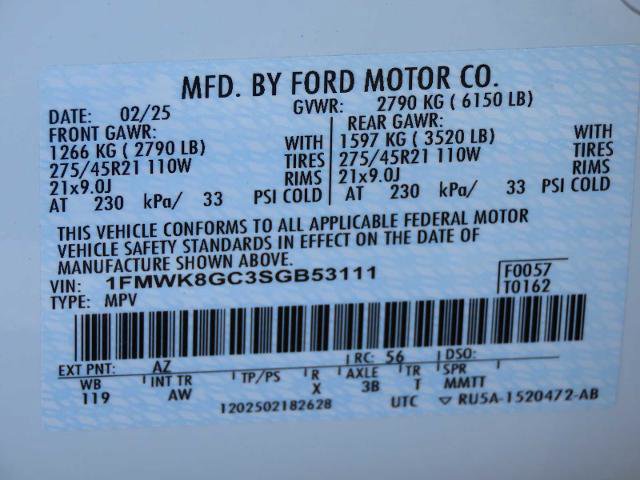 MFD. BY FORD MOTOR CO.
DATE: 02/25 GVWR: 2790 KG ( 6150 LB)
FRONT GAWR: REAR GAWR:
1266 KG ( 2790 LB) WITH 1597 KG ( 3520 LB) WITH
275/45R21 110W TIRES 275/45R21 110W TIRES
21x9.0J RIMS 21x9.0J RIMS
AT 230 kPa/ 33 PSI COLD AT 230 kPa/ 33 PSI COLD
THIS VEHICLE CONFORMS TO ALL APPLICABLE FEDERAL MOTOR
VEHICLE SAFETY STANDARDS IN EFFECT ON THE DATE OF
MANUFACTURE SHOWN ABOVE.
VIN: 1FMWK8GC3SGB53111 F0057
TYPE: MPV T0162
EXT PNT: AZ RC: 56 DSO:
WB INT TR TP/PS R AXLE TR SPR
119 AW X 3B T MMTT
1202502182628 UTC ▽ RU5A-1520472-AB